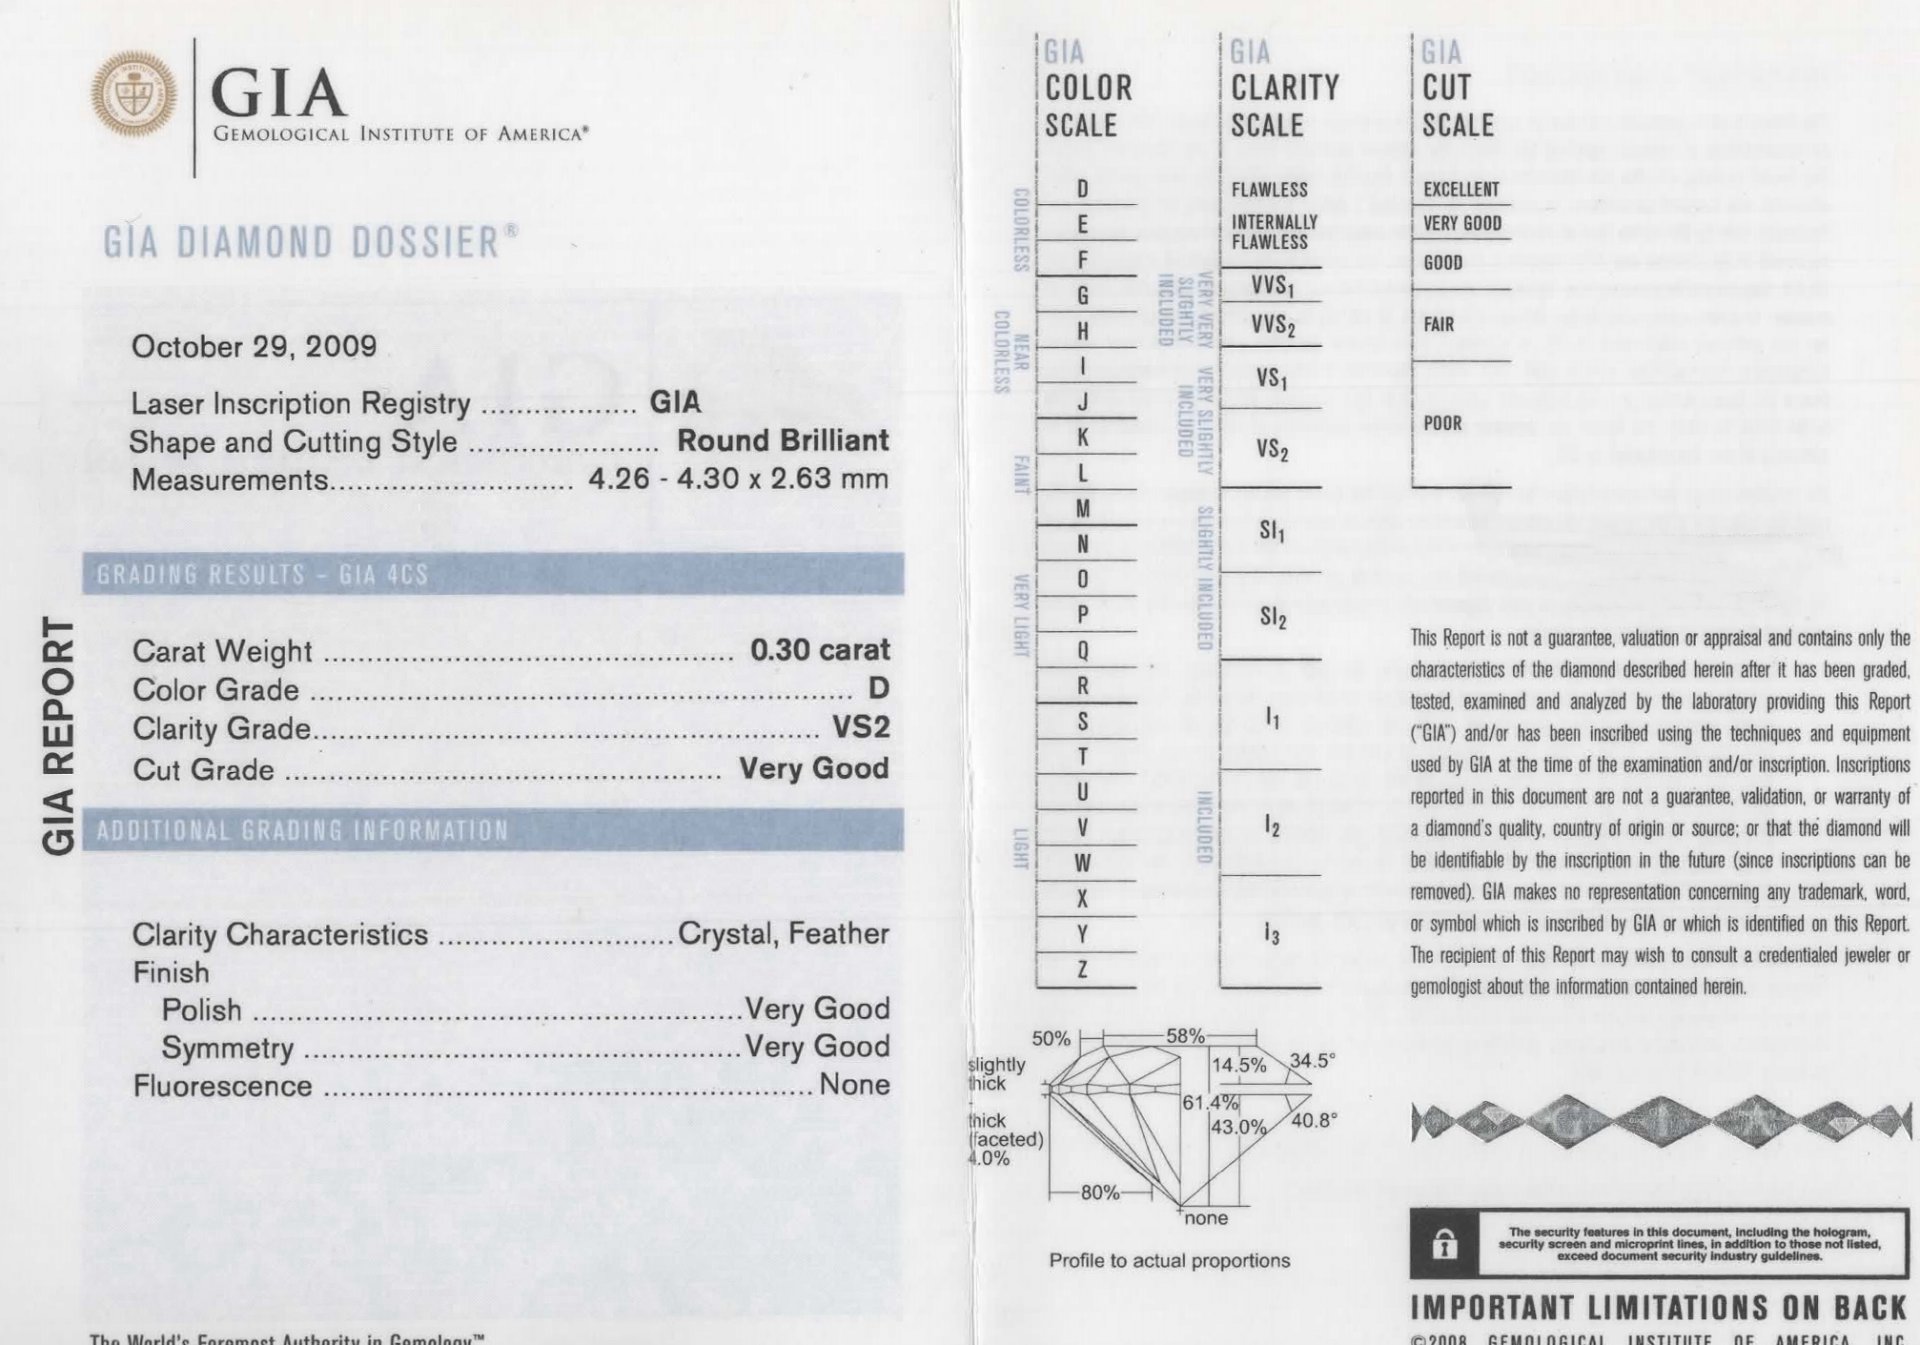 GIA
GEMOLOGICAL INSTITUTE OF AMERICA®
GIA DIAMOND DOSSIER®
October 29, 2009
Laser Inscription Registry .................. GIA
Shape and Cutting Style ..................... Round Brilliant
Measurements........................... 4.26 - 4.30 x 2.63 mm
GIA REPORT
GRADING RESULTS - GIA 4CS
Carat Weight ............................................. 0.30 carat
Color Grade ............................................................ D
Clarity Grade........................................................ VS2
Cut Grade ................................................ Very Good
ADDITIONAL GRADING INFORMATION
Clarity Characteristics ..........................Crystal, Feather
Finish
Polish ......................................................Very Good
Symmetry ................................................Very Good
Fluorescence ...................................................... None
The World's Foremost Authority in Gemology™
GIA
COLOR
SCALE
COLORLESS
D
E
F
NEAR
COLORLESS
G
H
I
J
FAINT
K
L
M
VERY LIGHT
N
O
P
Q
R
LIGHT
S
T
U
V
W
X
Y
Z
GIA
CLARITY
SCALE
FLAWLESS
INTERNALLY
FLAWLESS
VERY VERY
SLIGHTLY
INCLUDED
VVS1
VVS2
VERY SLIGHTLY
INCLUDED
VS1
VS2
SLIGHTLY INCLUDED
SI1
SI2
INCLUDED
I1
I2
I3
GIA
CUT
SCALE
EXCELLENT
VERY GOOD
GOOD
FAIR
POOR
50%
58%
slightly
thick
-
thick
(faceted)
4.0%
14.5%
34.5°
61.4%
43.0%
40.8°
80%
none
Profile to actual proportions
This Report is not a guarantee, valuation or appraisal and contains only the
characteristics of the diamond described herein after it has been graded,
tested, examined and analyzed by the laboratory providing this Report
("GIA") and/or has been inscribed using the techniques and equipment
used by GIA at the time of the examination and/or inscription. Inscriptions
reported in this document are not a guarantee, validation, or warranty of
a diamond's quality, country of origin or source; or that the diamond will
be identifiable by the inscription in the future (since inscriptions can be
removed). GIA makes no representation concerning any trademark, word,
or symbol which is inscribed by GIA or which is identified on this Report.
The recipient of this Report may wish to consult a credentialed jeweler or
gemologist about the information contained herein.
G I A
The security features in this document, including the hologram,
security screen and microprint lines, in addition to those not listed,
exceed document security industry guidelines.
IMPORTANT LIMITATIONS ON BACK
©2008 GEMOLOGICAL INSTITUTE OF AMERICA, INC.